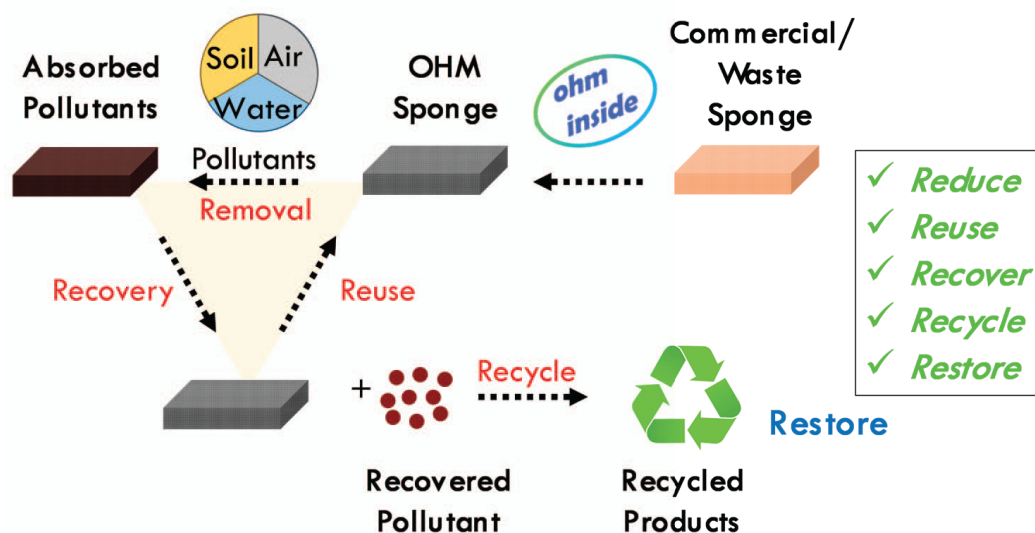 Absorbed
Pollutants
Soil
Air
Water
OHM
Sponge
ohm
inside
Commercial/
Waste
Sponge
Pollutants
Removal
Recovery
Reuse
+
Recycle
Restore
Recovered
Pollutant
Recycled
Products
✓ Reduce
✓ Reuse
✓ Recover
✓ Recycle
✓ Restore